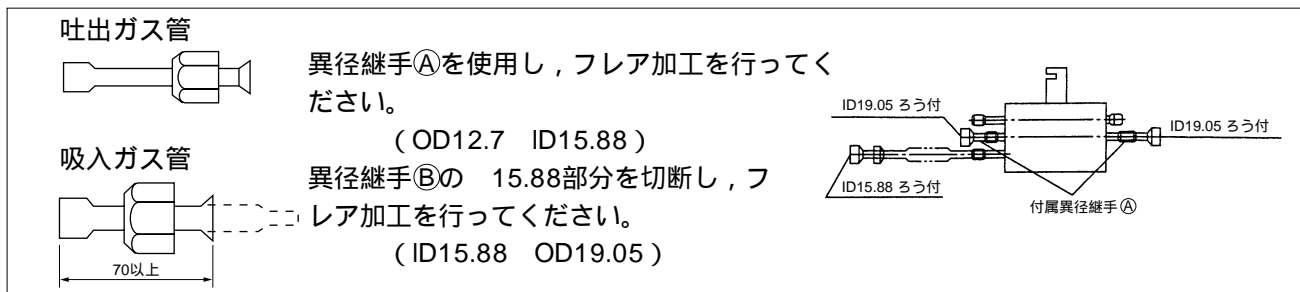 吐出ガス管
異径継手Ⓐを使用し，フレア加工を行ってく
ださい。
（OD12.7　ID15.88）
吸入ガス管
異径継手Ⓑの　15.88部分を切断し，フ
レア加工を行ってください。
（ID15.88　OD19.05）
70以上
ID19.05 ろう付
ID19.05 ろう付
ID15.88 ろう付
付属異径継手Ⓐ